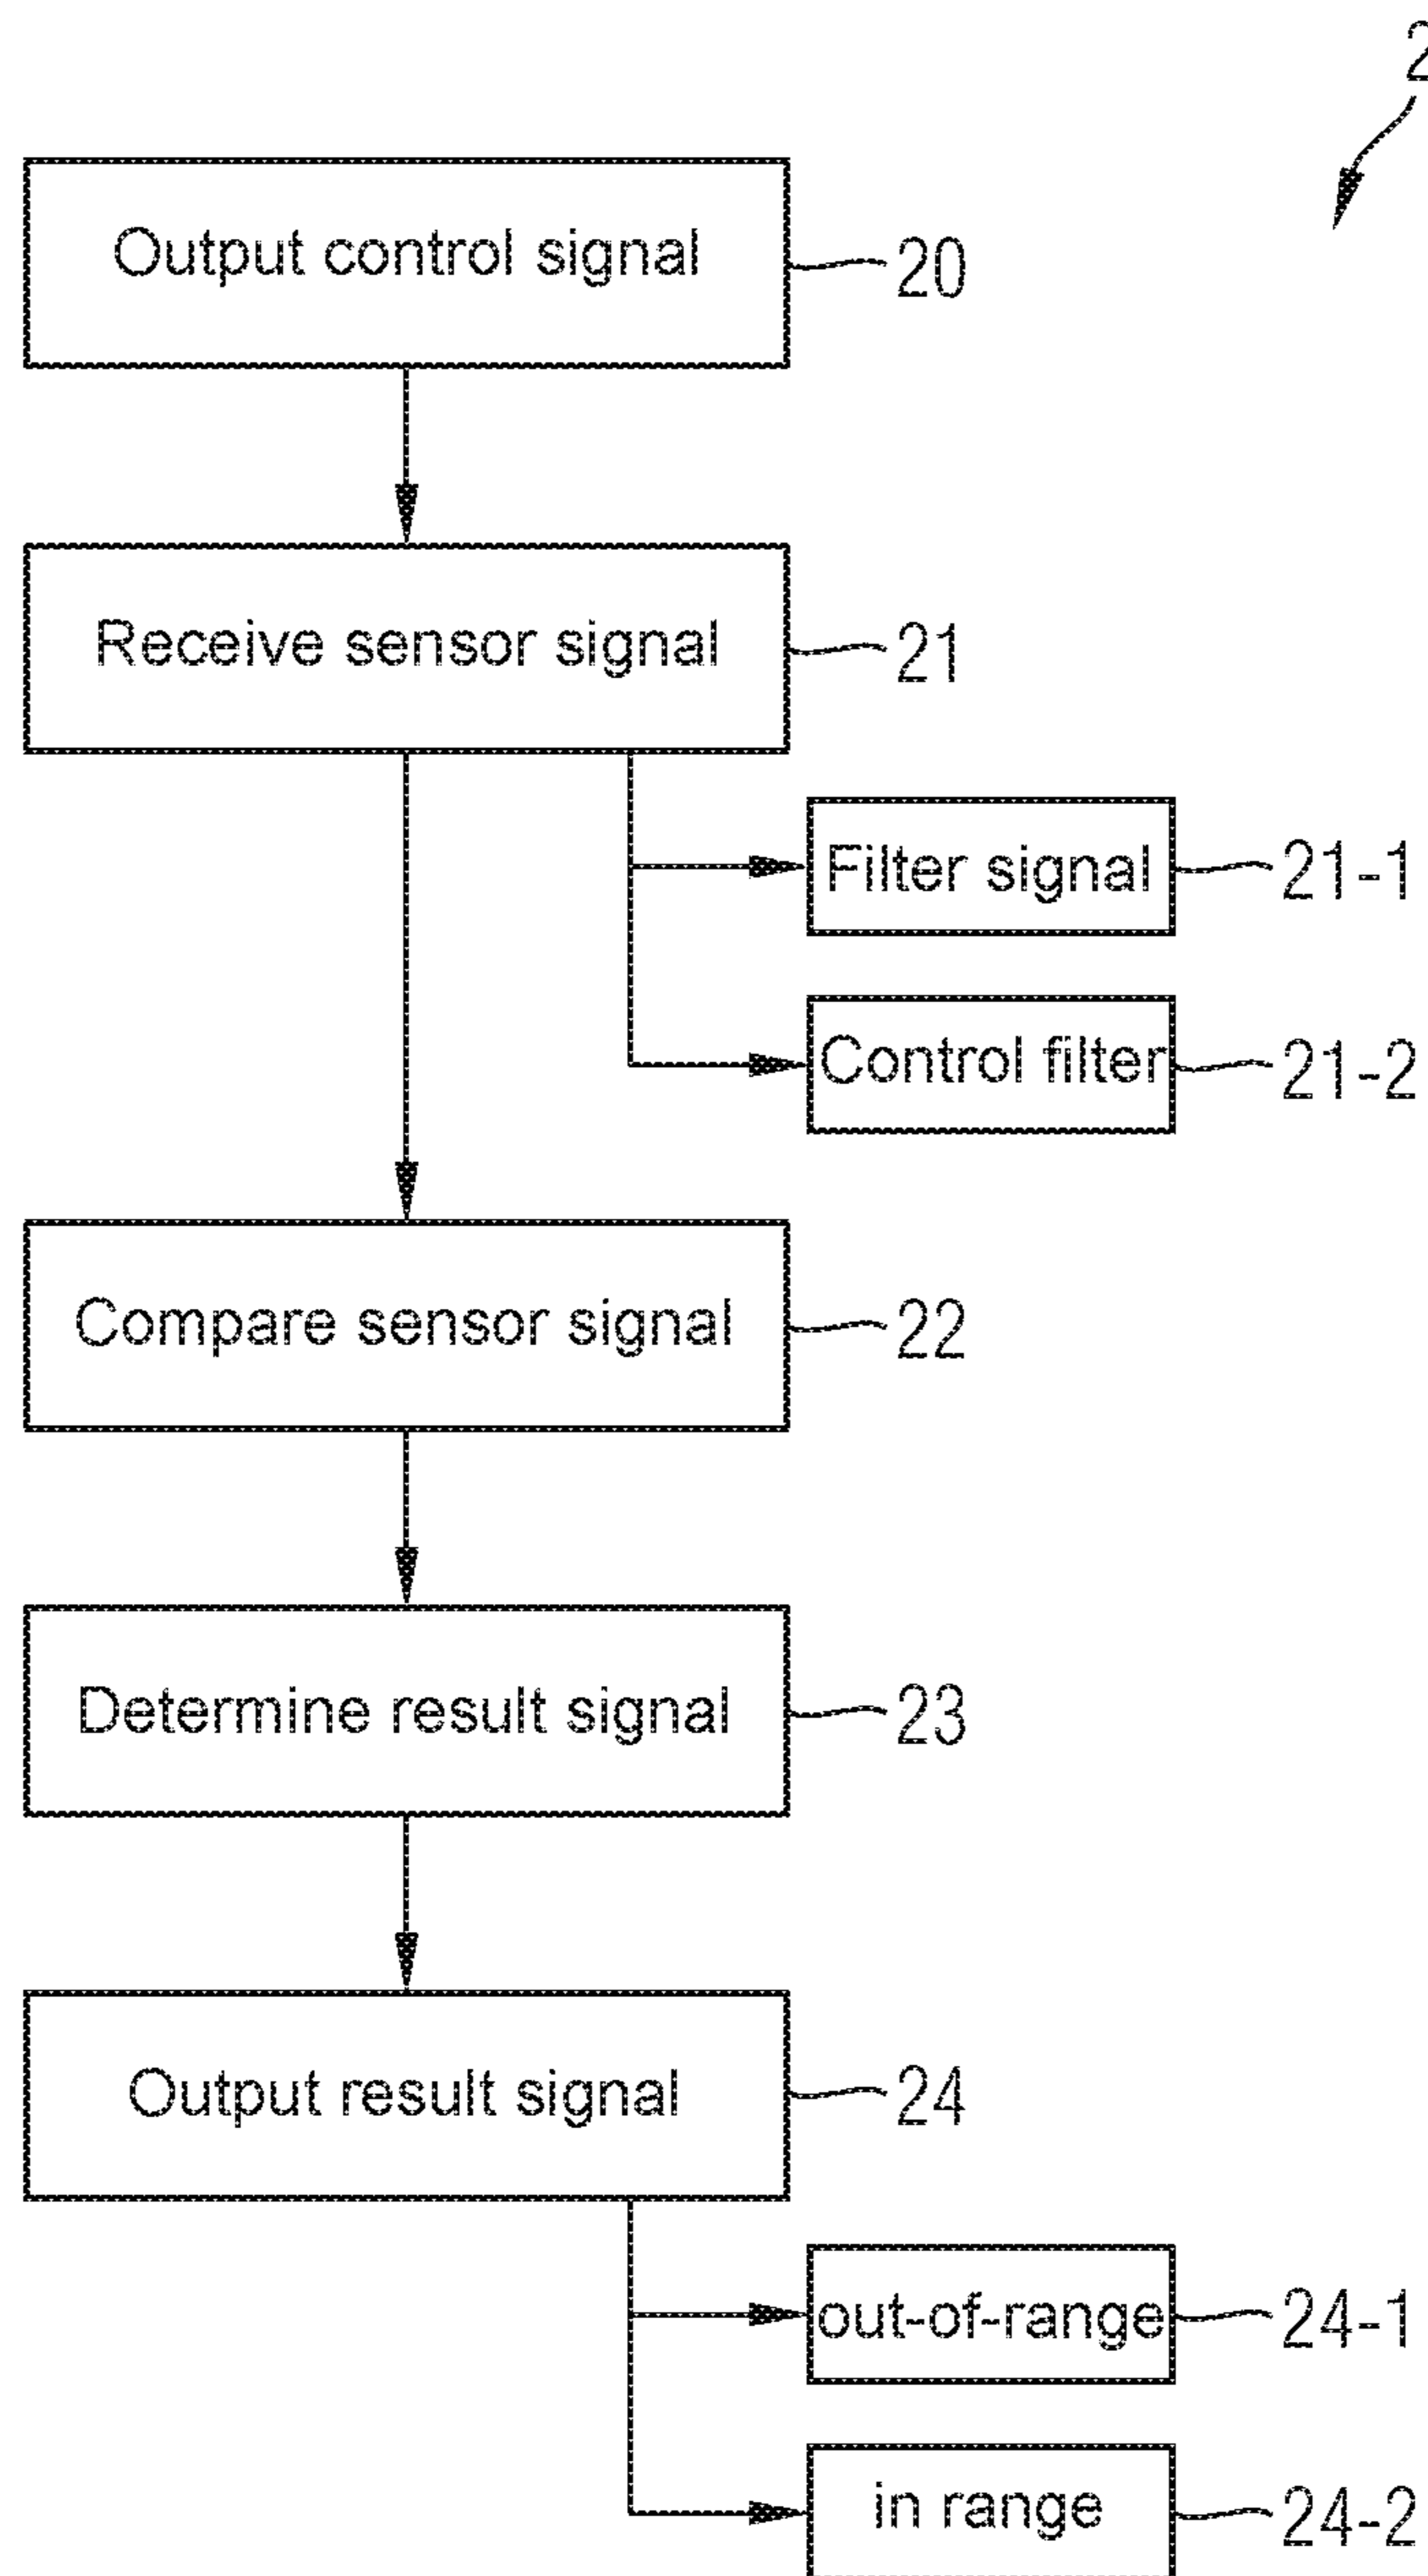 2
Output control signal
20
Receive sensor signal
21
Filter signal
21-1
Control filter
21-2
Compare sensor signal
22
Determine result signal
23
Output result signal
24
out-of-range
24-1
in range
24-2